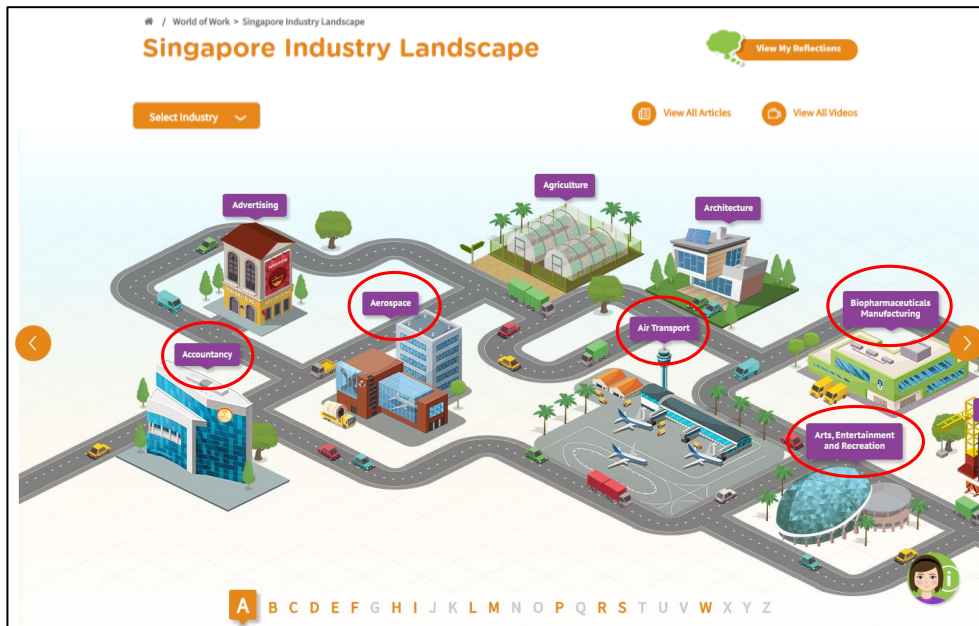 / World of Work > Singapore Industry Landscape
Singapore Industry Landscape
View My Reflections
Select Industry
View All Articles
View All Videos
Agriculture
Advertising
Architecture
Aerospace
Biopharmaceuticals
Manufacturing
Air Transport
Accountancy
Arts, Entertainment
and Recreation
A B C D E F G H I J K L M N O P Q R S T U V W X Y Z